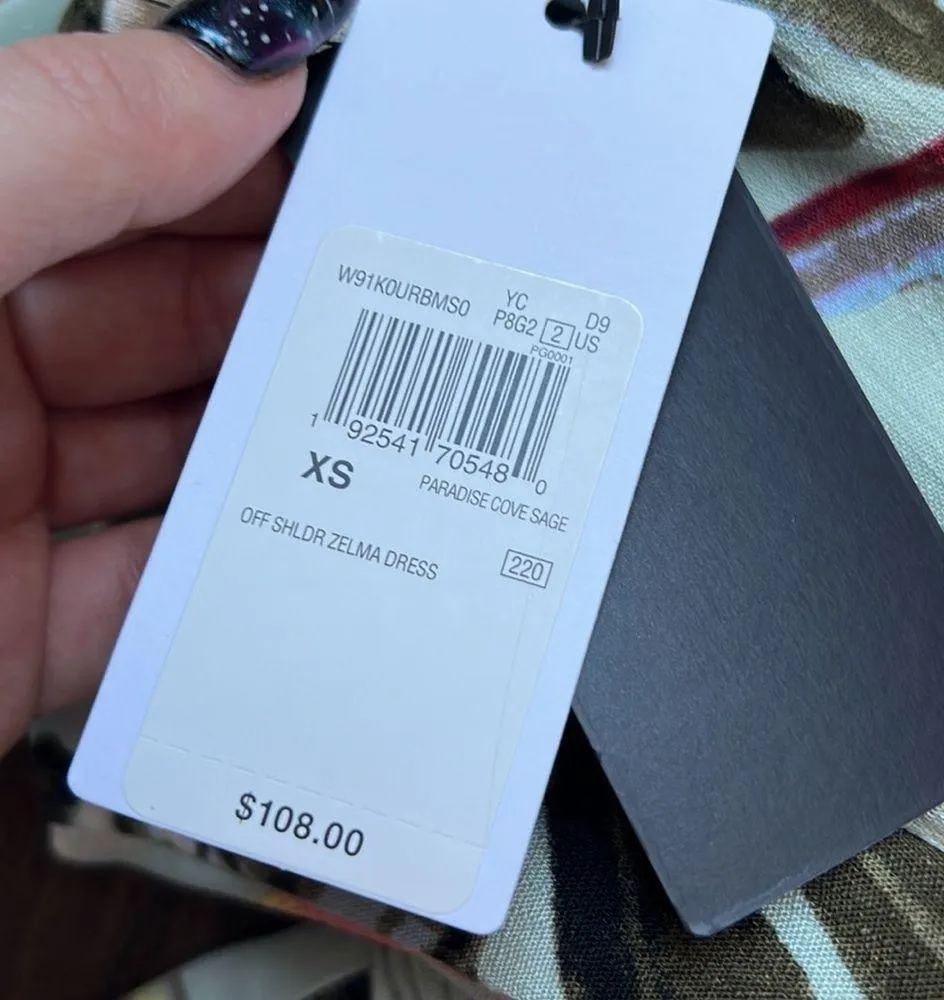 W91K0URBMS0 YC D9
P8G2 2 US
PG0001
1 92541 70548 0
XS PARADISE COVE SAGE
OFF SHLDR ZELMA DRESS 220
$108.00